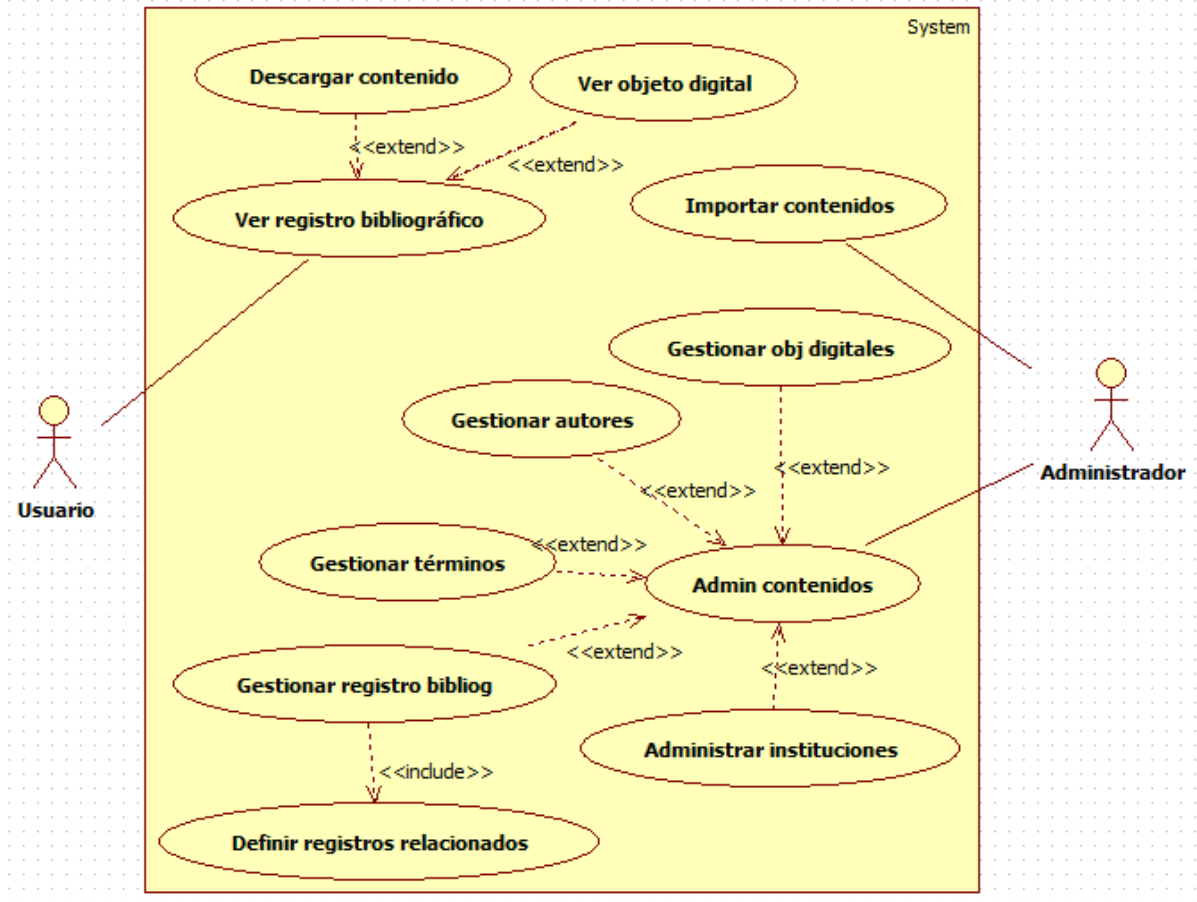 System
Descargar contenido
Ver objeto digital
<<extend>>
<<extend>>
Ver registro bibliográfico
Importar contenidos
Gestionar obj digitales
Gestionar autores
<<extend>>
Usuario
Administrador
<<extend>>
<<extend>>
Gestionar términos
Admin contenidos
<<extend>>
<<extend>>
Gestionar registro bibliog
Administrar instituciones
<<include>>
Definir registros relacionados